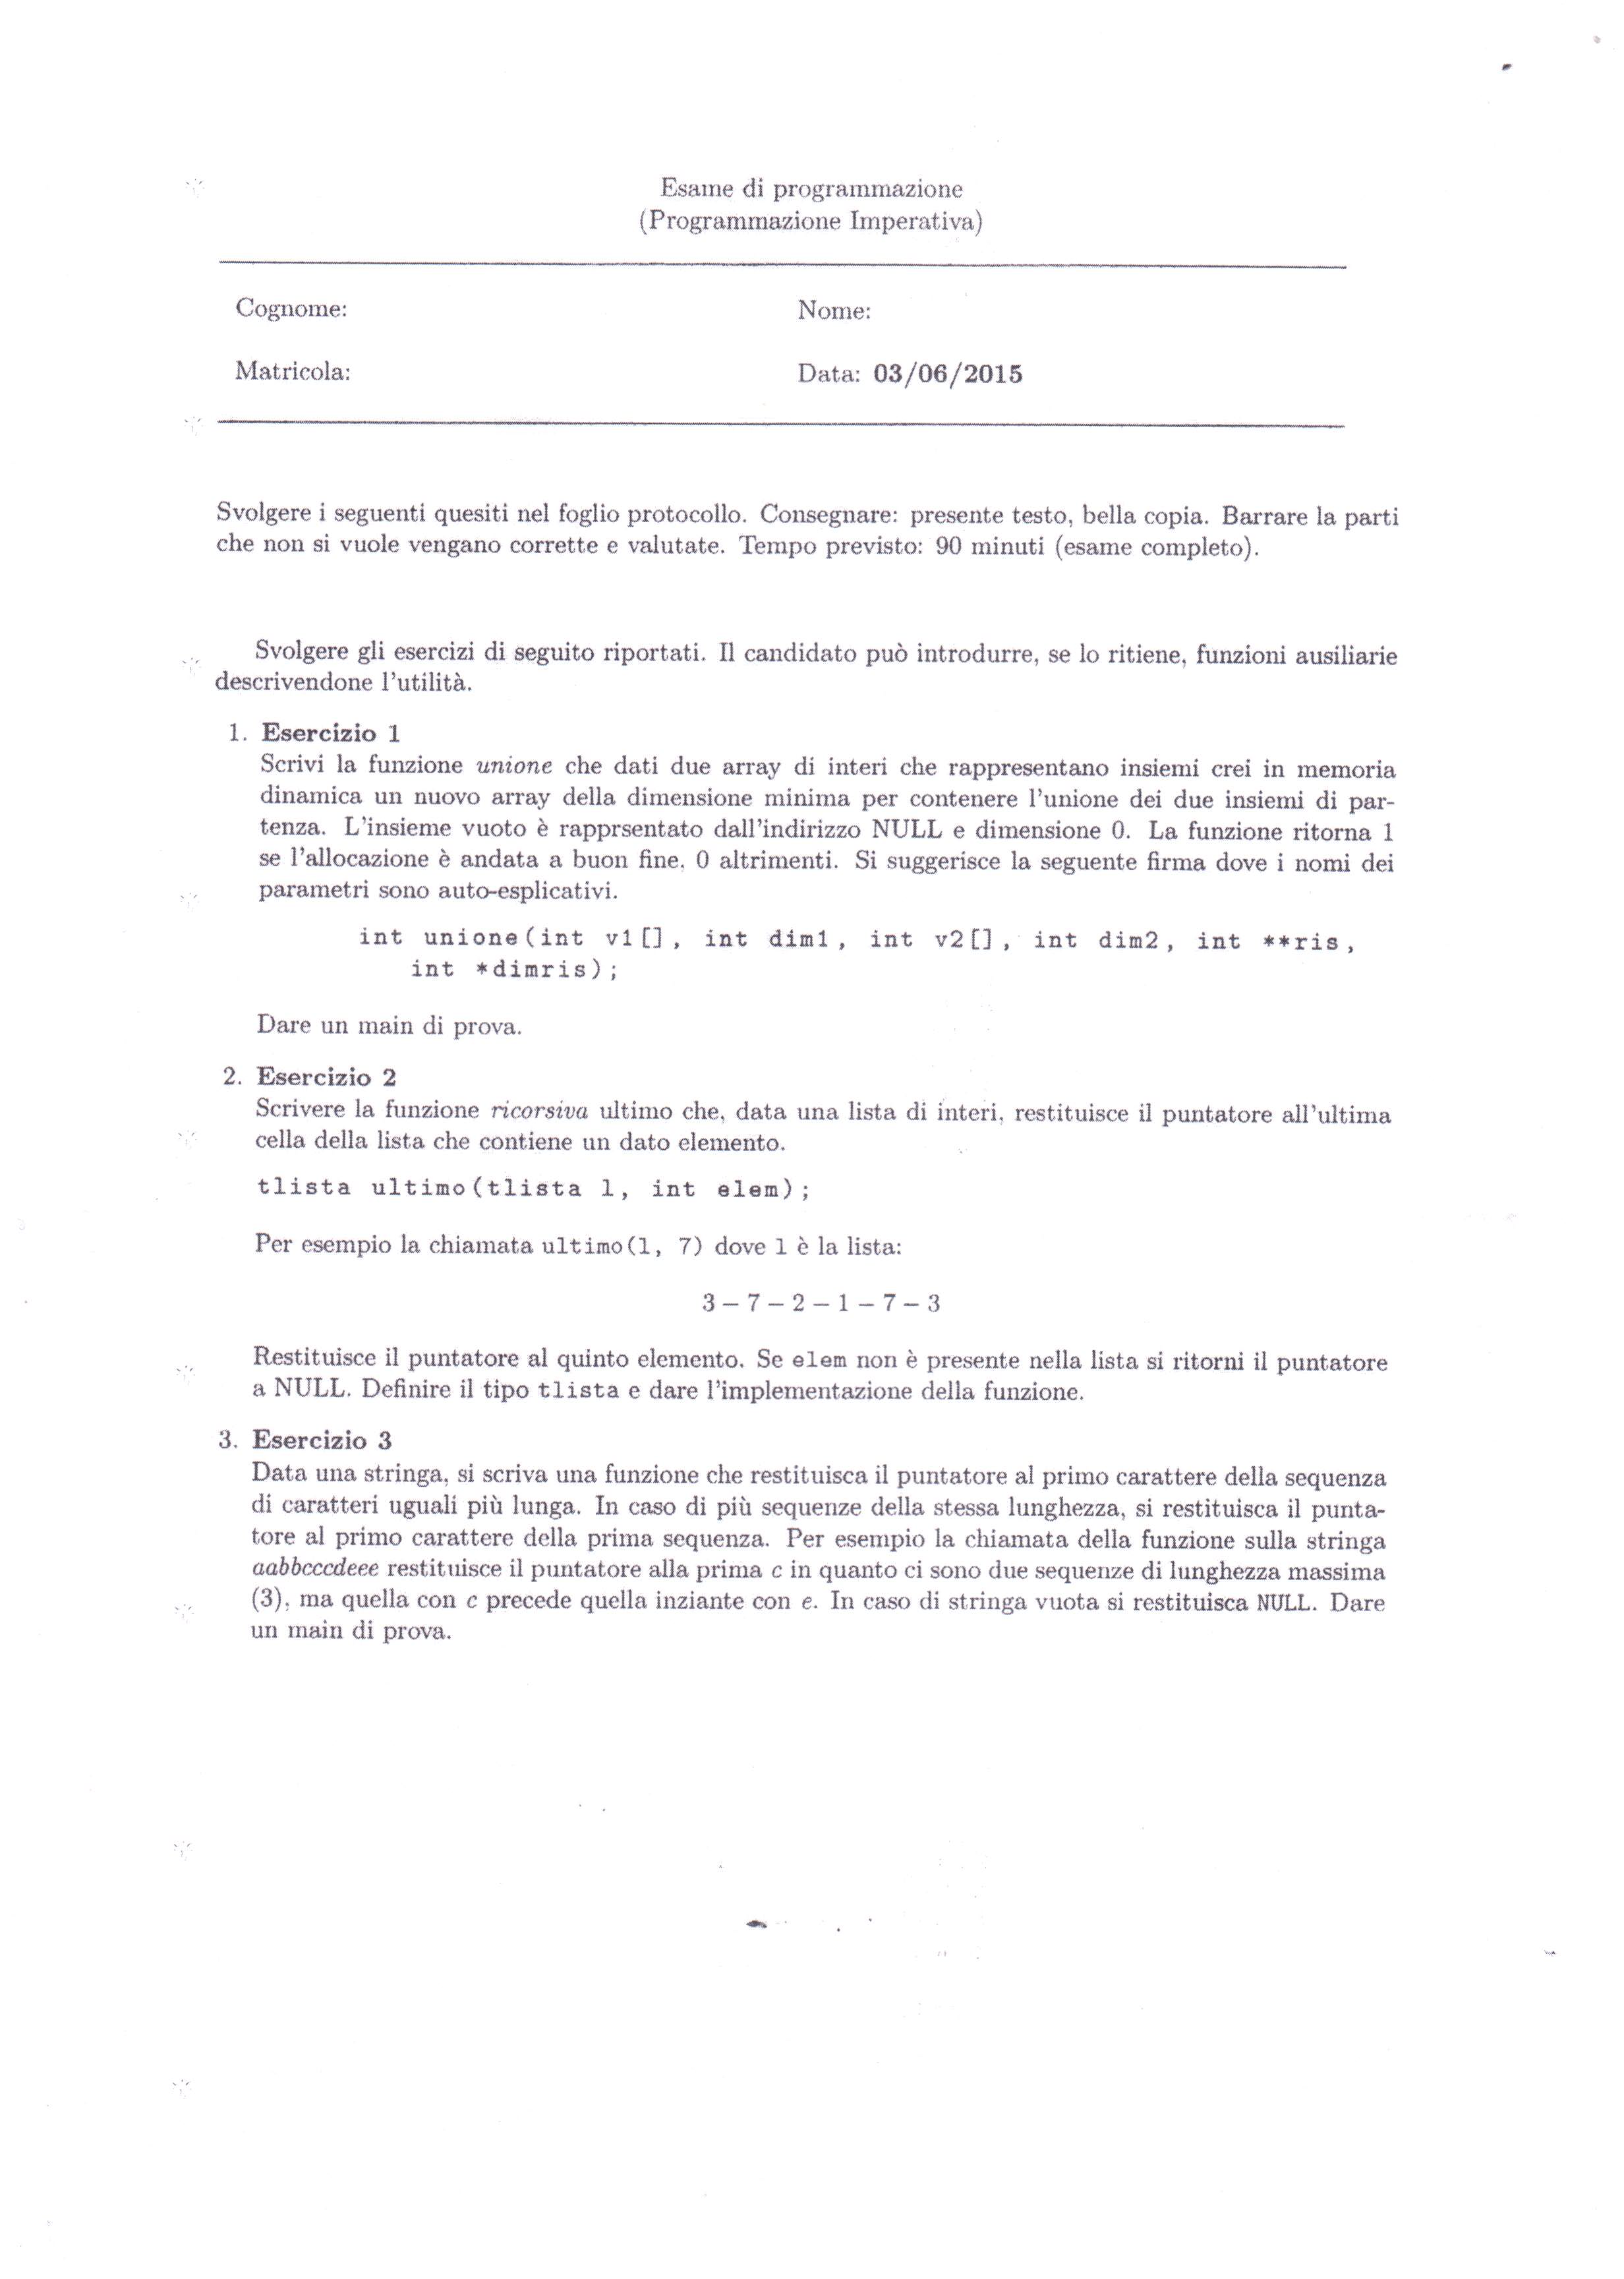 Esame di programmazione
(Programmazione Imperativa)
Cognome:
Nome:
Matricola:
Data: 03/06/2015
Svolgere i seguenti quesiti nel foglio protocollo. Consegnare: presente testo, bella copia. Barrare la parti
che non si vuole vengano corrette e valutate. Tempo previsto: 90 minuti (esame completo).
Svolgere gli esercizi di seguito riportati. Il candidato può introdurre, se lo ritiene, funzioni ausiliarie
descrivendone l'utilità.
1. Esercizio 1
Scrivi la funzione unione che dati due array di interi che rappresentano insiemi crei in memoria
dinamica un nuovo array della dimensione minima per contenere l'unione dei due insiemi di par-
tenza. L'insieme vuoto è rapprsentato dall'indirizzo NULL e dimensione 0. La funzione ritorna 1
se l'allocazione è andata a buon fine, 0 altrimenti. Si suggerisce la seguente firma dove i nomi dei
parametri sono auto-esplicativi.
int unione(int v1[], int dim1, int v2[], int dim2, int **ris,
int *dimris);
Dare un main di prova.
2. Esercizio 2
Scrivere la funzione ricorsiva ultimo che, data una lista di interi, restituisce il puntatore all'ultima
cella della lista che contiene un dato elemento.
tlista ultimo(tlista l, int elem);
Per esempio la chiamata ultimo(l, 7) dove l è la lista:
3 – 7 – 2 – 1 – 7 – 3
Restituisce il puntatore al quinto elemento. Se elem non è presente nella lista si ritorni il puntatore
a NULL. Definire il tipo tlista e dare l'implementazione della funzione.
3. Esercizio 3
Data una stringa, si scriva una funzione che restituisca il puntatore al primo carattere della sequenza
di caratteri uguali più lunga. In caso di più sequenze della stessa lunghezza, si restituisca il punta-
tore al primo carattere della prima sequenza. Per esempio la chiamata della funzione sulla stringa
aabbcccdeee restituisce il puntatore alla prima c in quanto ci sono due sequenze di lunghezza massima
(3), ma quella con c precede quella inziante con e. In caso di stringa vuota si restituisca NULL. Dare
un main di prova.